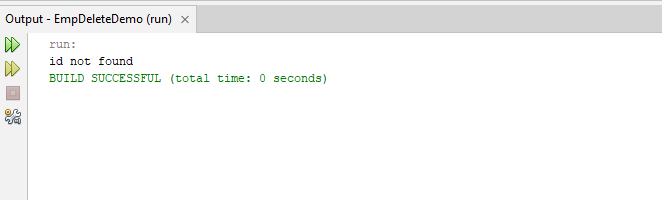 Output - EmpDeleteDemo (run) ×
run:
id not found
BUILD SUCCESSFUL (total time: 0 seconds)